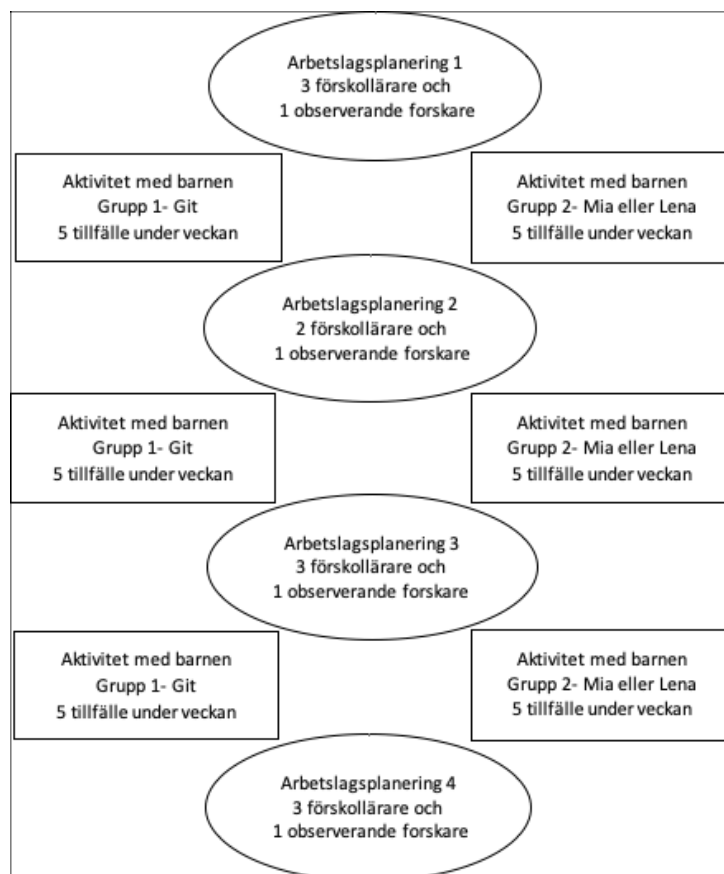 Arbetslagsplanering 1
3 förskollärare och
1 observerande forskare
Aktivitet med barnen
Grupp 1- Git
5 tillfälle under veckan
Aktivitet med barnen
Grupp 2- Mia eller Lena
5 tillfälle under veckan
Arbetslagsplanering 2
2 förskollärare och
1 observerande forskare
Aktivitet med barnen
Grupp 1- Git
5 tillfälle under veckan
Aktivitet med barnen
Grupp 2- Mia eller Lena
5 tillfälle under veckan
Arbetslagsplanering 3
3 förskollärare och
1 observerande forskare
Aktivitet med barnen
Grupp 1- Git
5 tillfälle under veckan
Aktivitet med barnen
Grupp 2- Mia eller Lena
5 tillfälle under veckan
Arbetslagsplanering 4
3 förskollärare och
1 observerande forskare